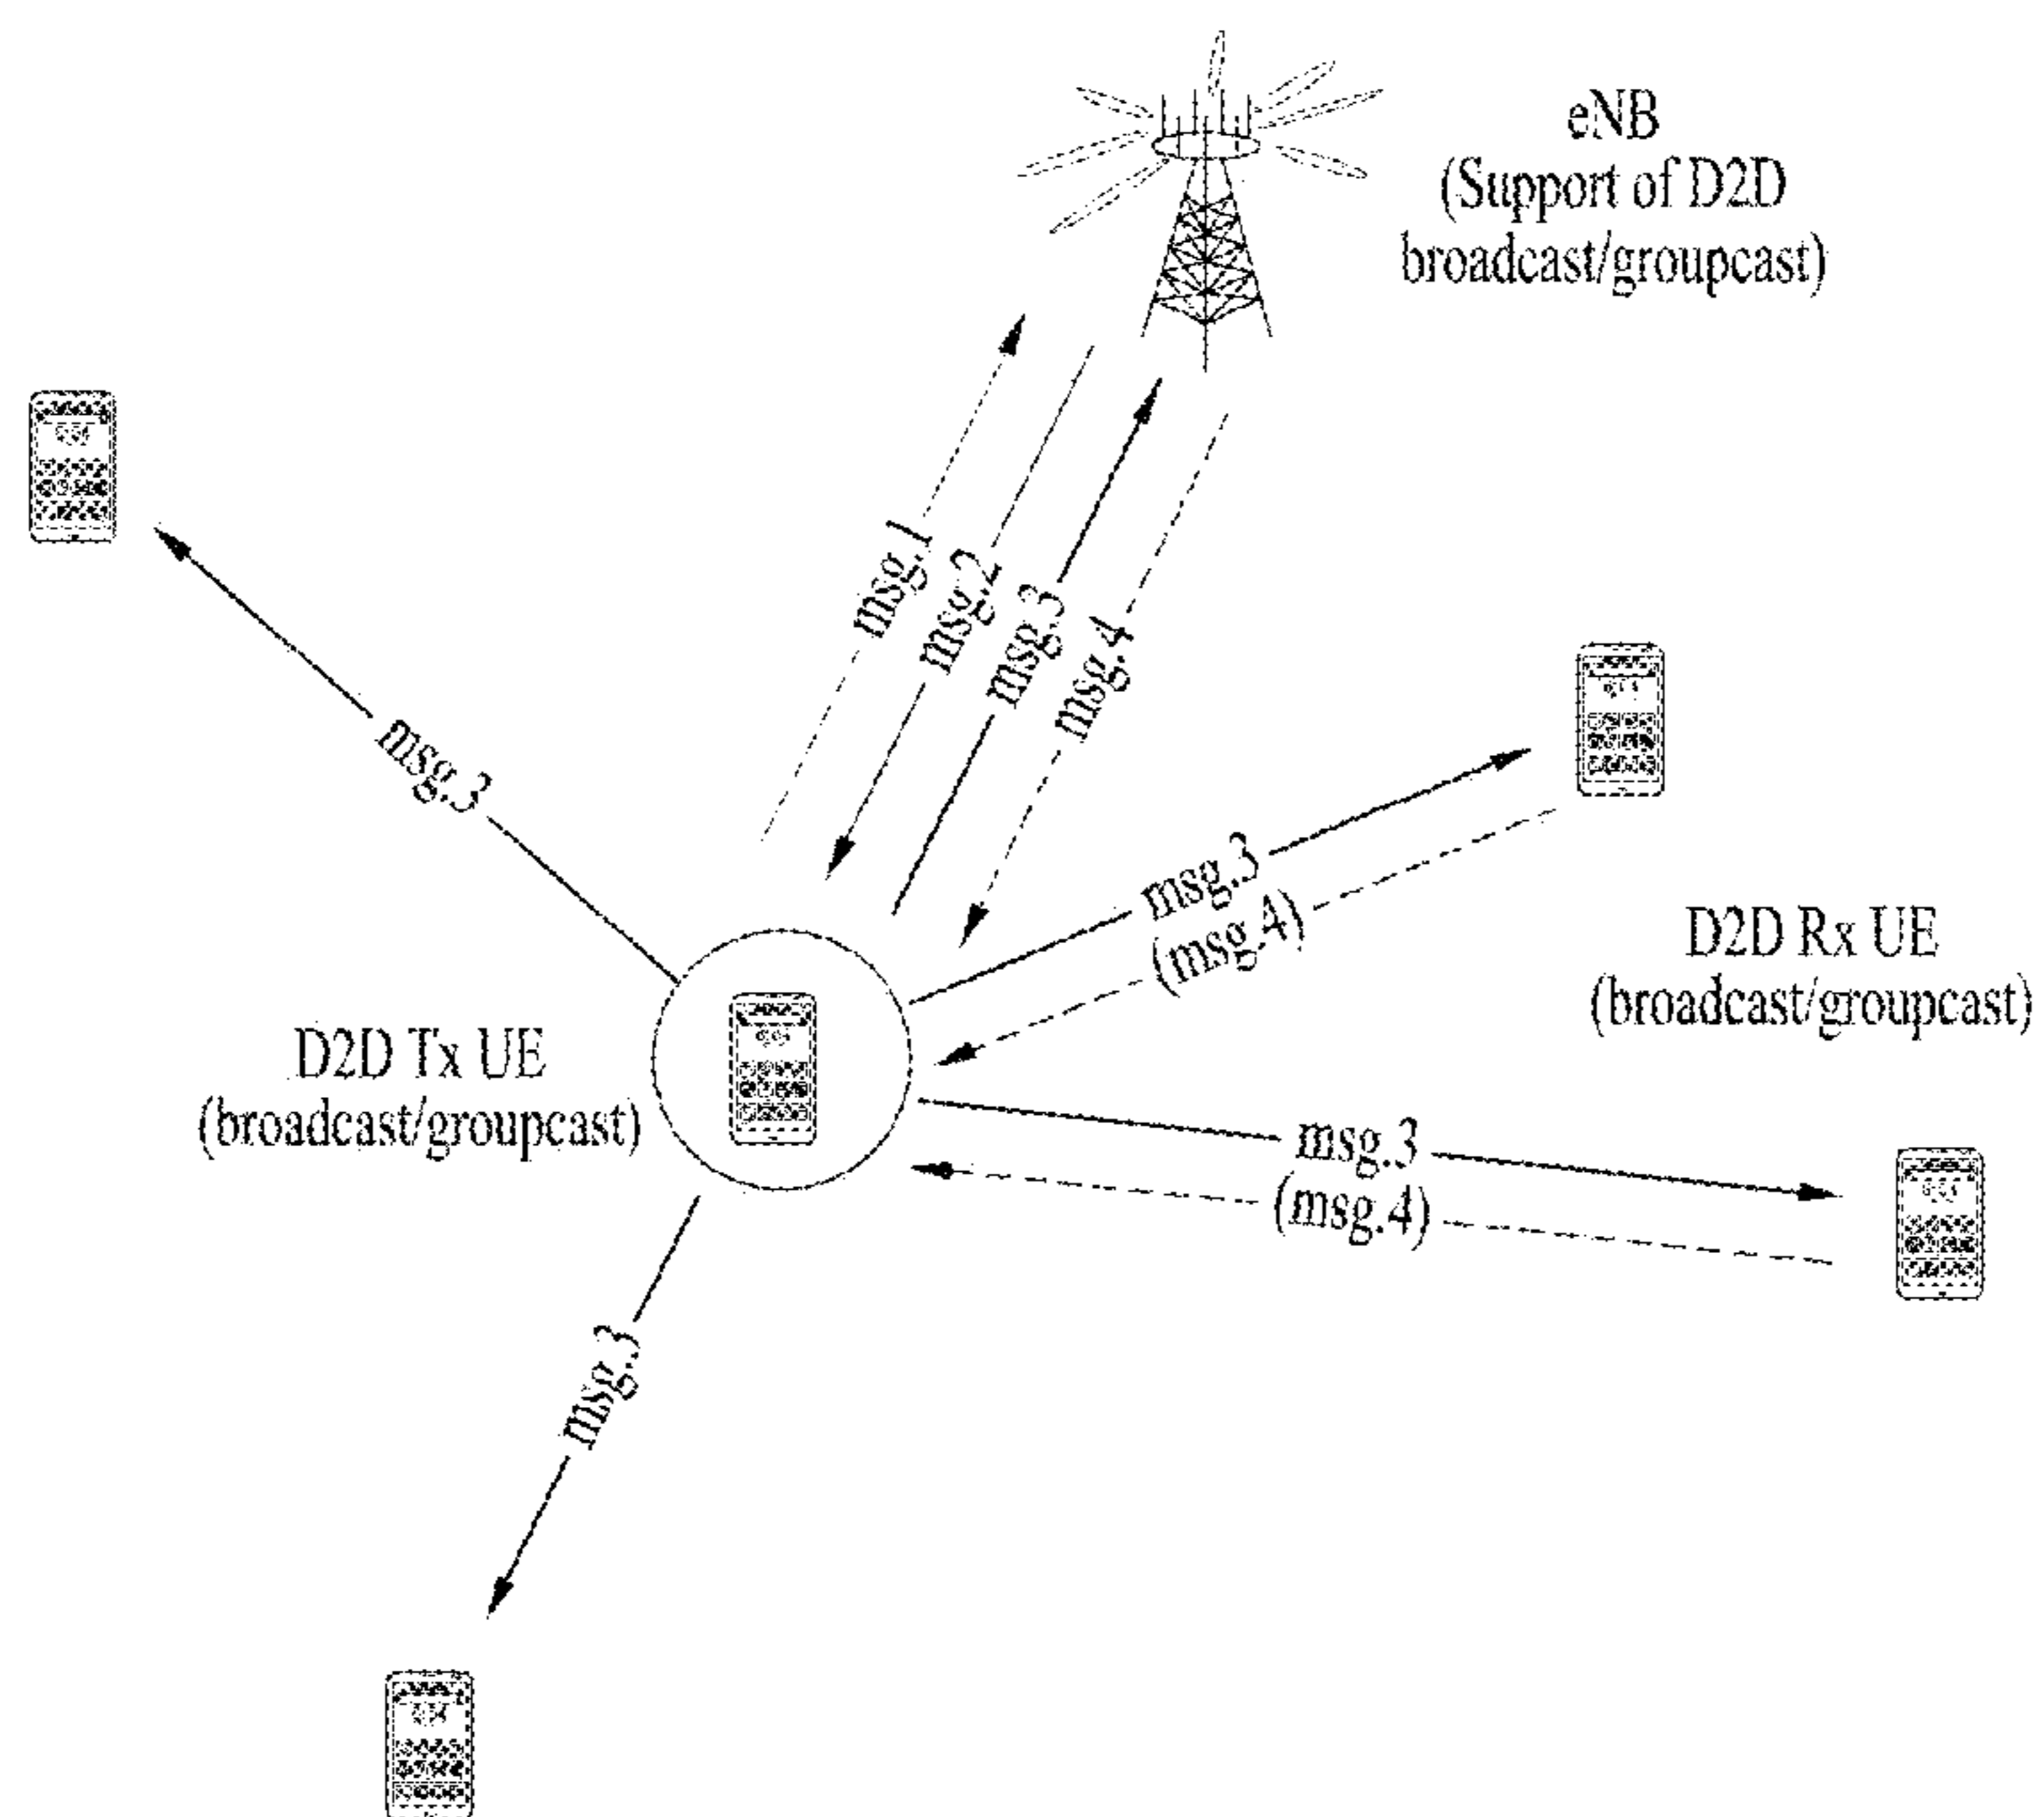 eNB
(Support of D2D
broadcast/groupcast)
msg.1
msg.2
msg.3
msg.4
msg.3
msg.3
(msg.4)
D2D Rx UE
(broadcast/groupcast)
D2D Tx UE
(broadcast/groupcast)
msg.3
(msg.4)
msg.3